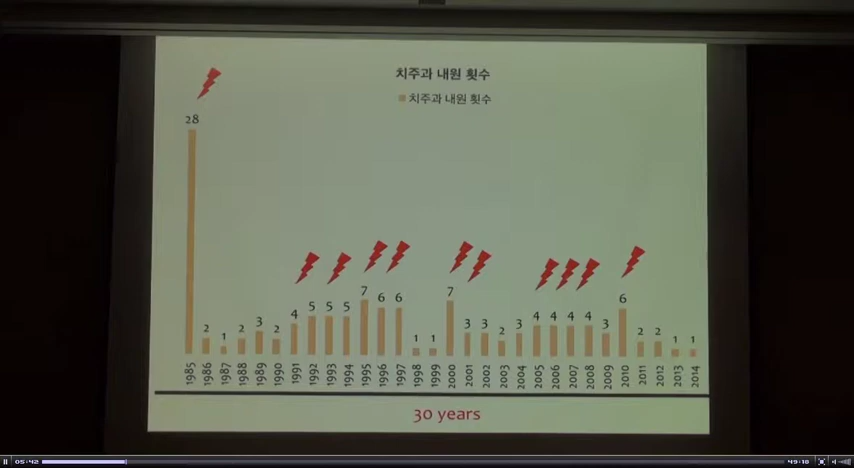 치주과 내원 횟수
치주과 내원 횟수
28 2 1 2 3 2 4 5 5 5 7 6 6 1 1 7 3 3 2 3 4 4 4 4 3 6 2 2 1 1
1985 1986 1987 1988 1989 1990 1991 1992 1993 1994 1995 1996 1997 1998 1999 2000 2001 2002 2003 2004 2005 2006 2007 2008 2009 2010 2011 2012 2013 2014
30 years
05:42 49:18